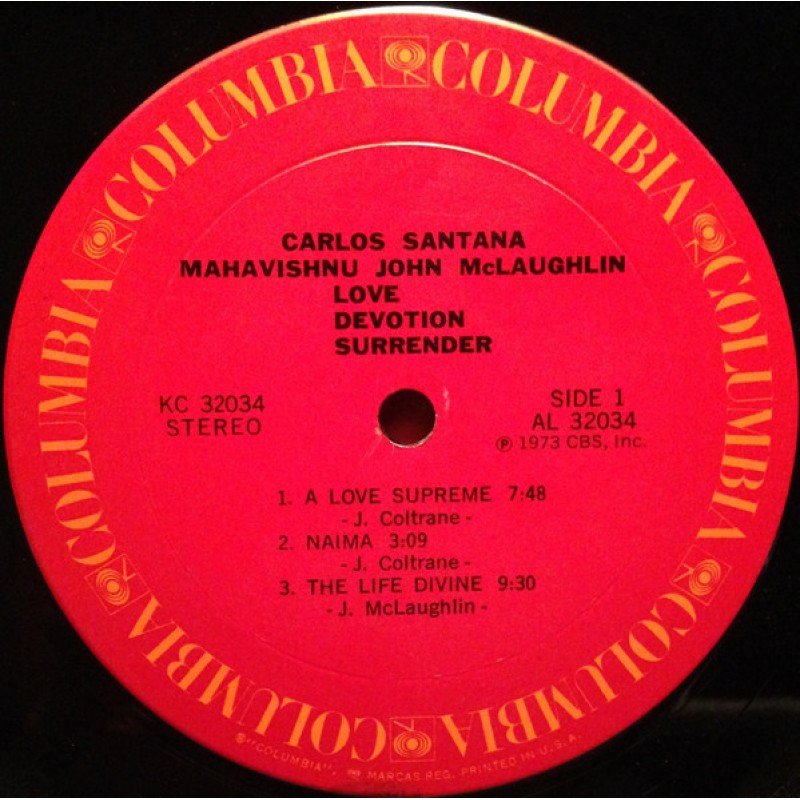 COLUMBIA COLUMBIA COLUMBIA COLUMBIA COLUMBIA COLUMBIA COLUMBIA COLUMBIA
CARLOS SANTANA
MAHAVISHNU JOHN McLAUGHLIN
LOVE
DEVOTION
SURRENDER
KC 32034
STEREO
SIDE 1
AL 32034
℗ 1973 CBS, Inc.
1. A LOVE SUPREME 7:48
- J. Coltrane -
2. NAIMA 3:09
- J. Coltrane -
3. THE LIFE DIVINE 9:30
- J. McLaughlin -
®"COLUMBIA", MARCAS REG. PRINTED IN U.S.A.